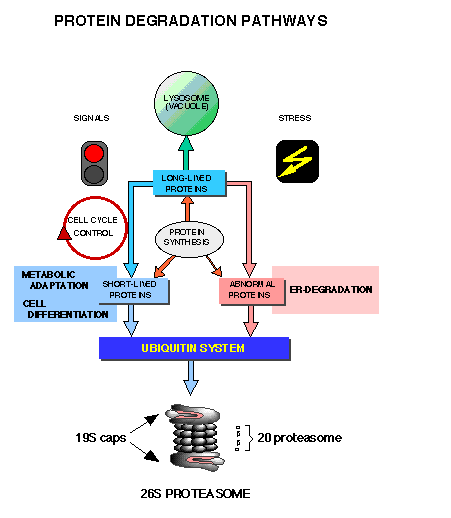 PROTEIN DEGRADATION PATHWAYS
LYSOSOME
(VACUOLE)
SIGNALS
STRESS
LONG-LIVED
PROTEINS
CELL CYCLE
CONTROL
PROTEIN
SYNTHESIS
METABOLIC
ADAPTATION
CELL
DIFFERENTIATION
SHORT-LIVED
PROTEINS
ABNORMAL
PROTEINS
ER-DEGRADATION
UBIQUITIN SYSTEM
19S caps
20 proteasome
26S PROTEASOME